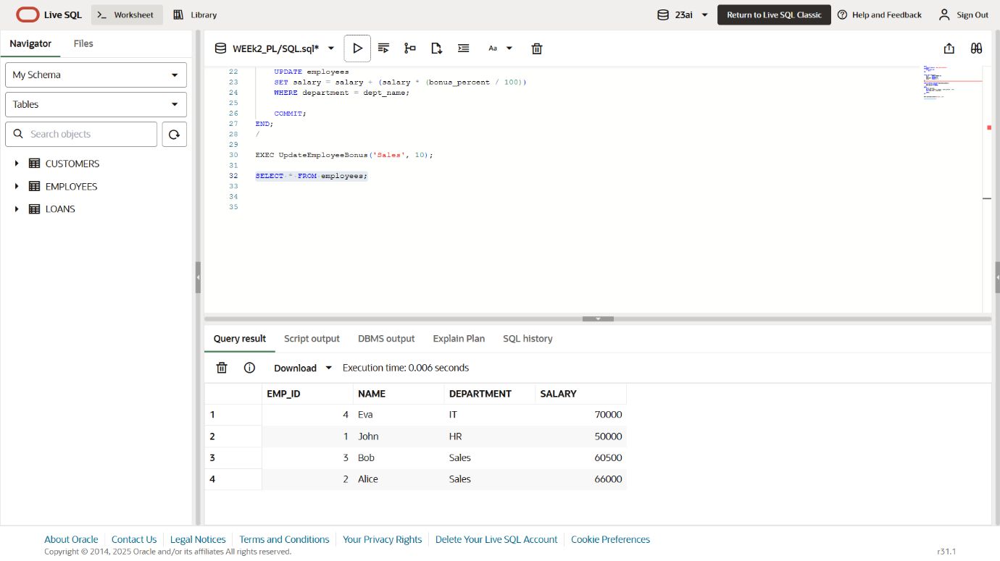 Live SQL
Worksheet
Library
23ai
Return to Live SQL Classic
Help and Feedback
Sign Out
Navigator
Files
WEEk2_PL/SQL.sql*
Aa
My Schema
Tables
Search objects
CUSTOMERS
EMPLOYEES
LOANS
22 UPDATE employees
23 SET salary = salary + (salary * (bonus_percent / 100))
24 WHERE department = dept_name;
25
26 COMMIT;
27 END;
28 /
29
30 EXEC UpdateEmployeeBonus('Sales', 10);
31
32 SELECT * FROM employees;
33
34
35
Query result
Script output
DBMS output
Explain Plan
SQL history
Download
Execution time: 0.006 seconds
EMP_ID NAME DEPARTMENT SALARY
1 4 Eva IT 70000
2 1 John HR 50000
3 3 Bob Sales 60500
4 2 Alice Sales 66000
About Oracle Contact Us Legal Notices Terms and Conditions Your Privacy Rights Delete Your Live SQL Account Cookie Preferences
Copyright © 2014, 2025 Oracle and/or its affiliates All rights reserved.
r31.1